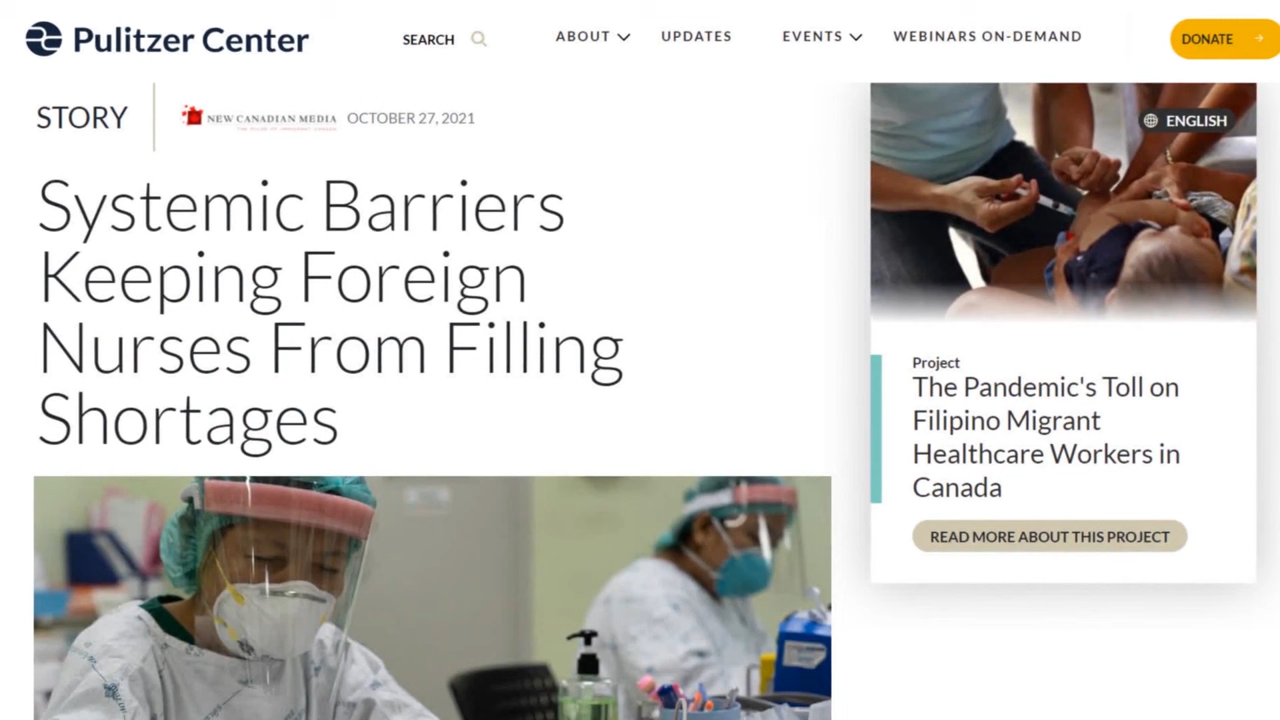 Pulitzer Center
SEARCH
ABOUT
UPDATES
EVENTS
WEBINARS ON-DEMAND
DONATE
STORY
NEW CANADIAN MEDIA
OCTOBER 27, 2021
Systemic Barriers
Keeping Foreign
Nurses From Filling
Shortages
ENGLISH
Project
The Pandemic's Toll on
Filipino Migrant
Healthcare Workers in
Canada
READ MORE ABOUT THIS PROJECT